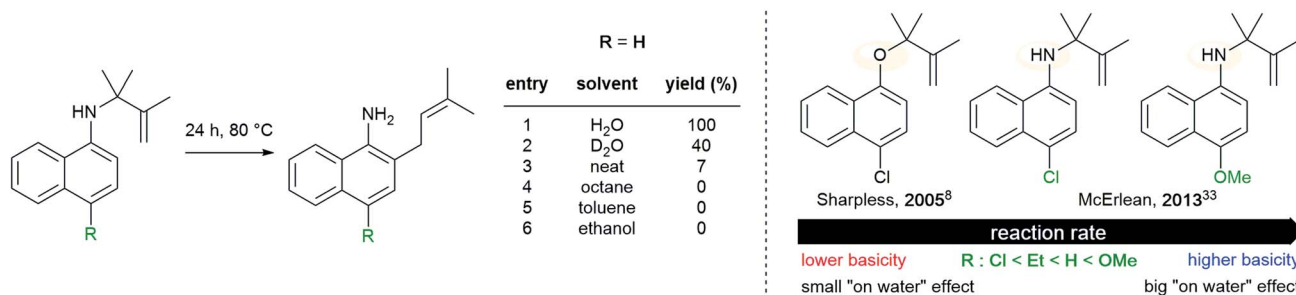 HN
R
24 h, 80 °C
NH2
R
R = H
entry solvent yield (%)
1 H2O 100
2 D2O 40
3 neat 7
4 octane 0
5 toluene 0
6 ethanol 0
O
Cl
HN
Cl
HN
OMe
Sharpless, 2005⁸
McErlean, 2013³³
reaction rate
lower basicity R : Cl < Et < H < OMe higher basicity
small "on water" effect big "on water" effect